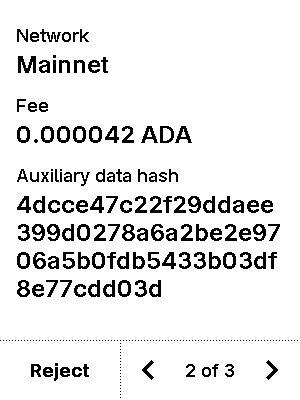 Network
Mainnet
Fee
0.000042 ADA
Auxiliary data hash
4dcce47c22f29ddaee
399d0278a6a2be2e97
06a5b0fdb5433b03df
8e77cdd03d
Reject
2 of 3